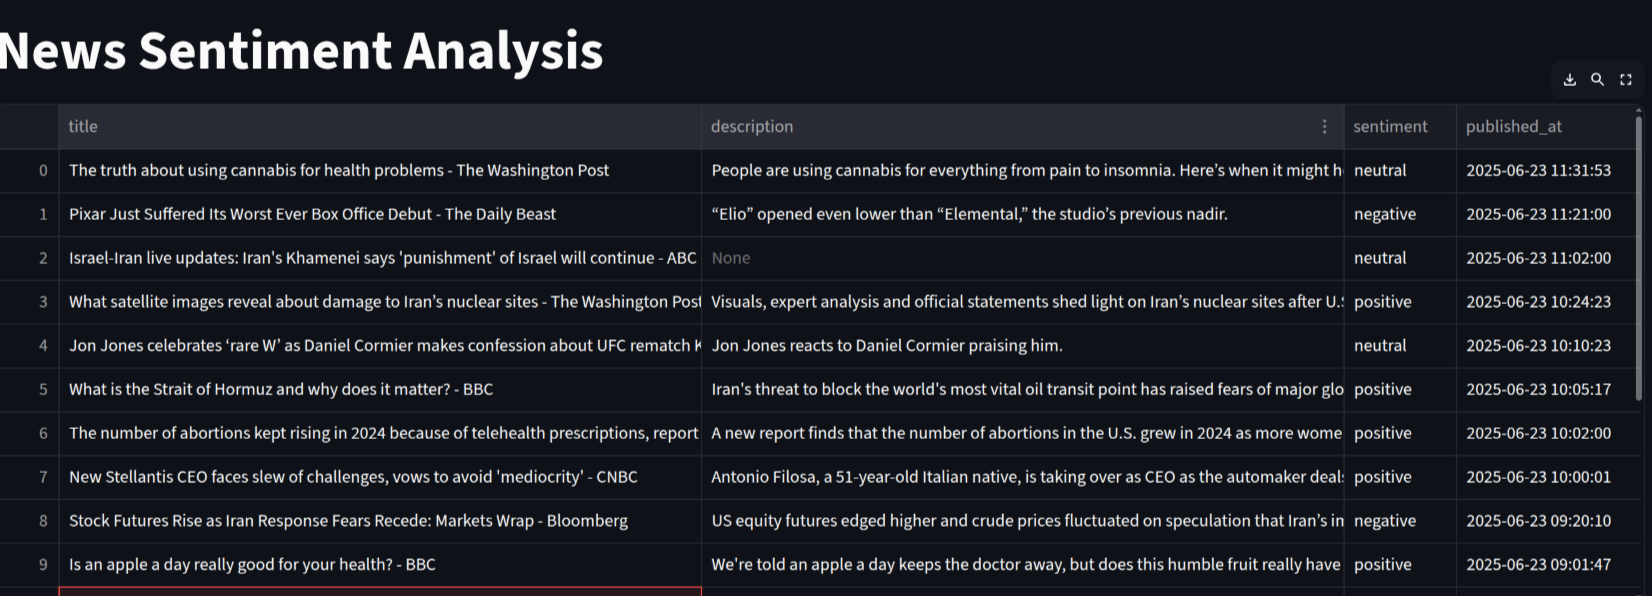 News Sentiment Analysis
title description sentiment published_at
0 The truth about using cannabis for health problems - The Washington Post People are using cannabis for everything from pain to insomnia. Here’s when it might neutral 2025-06-23 11:31:53
1 Pixar Just Suffered Its Worst Ever Box Office Debut - The Daily Beast “Elio” opened even lower than “Elemental,” the studio’s previous nadir. negative 2025-06-23 11:21:00
2 Israel-Iran live updates: Iran's Khamenei says 'punishment' of Israel will continue - ABC None neutral 2025-06-23 11:02:00
3 What satellite images reveal about damage to Iran’s nuclear sites - The Washington Post Visuals, expert analysis and official statements shed light on Iran’s nuclear sites after U.S positive 2025-06-23 10:24:23
4 Jon Jones celebrates ‘rare W’ as Daniel Cormier makes confession about UFC rematch Jon Jones reacts to Daniel Cormier praising him. neutral 2025-06-23 10:10:23
5 What is the Strait of Hormuz and why does it matter? - BBC Iran's threat to block the world's most vital oil transit point has raised fears of major glo positive 2025-06-23 10:05:17
6 The number of abortions kept rising in 2024 because of telehealth prescriptions, report A new report finds that the number of abortions in the U.S. grew in 2024 as more wome positive 2025-06-23 10:02:00
7 New Stellantis CEO faces slew of challenges, vows to avoid 'mediocrity' - CNBC Antonio Filosa, a 51-year-old Italian native, is taking over as CEO as the automaker deal positive 2025-06-23 10:00:01
8 Stock Futures Rise as Iran Response Fears Recede: Markets Wrap - Bloomberg US equity futures edged higher and crude prices fluctuated on speculation that Iran’s in negative 2025-06-23 09:20:10
9 Is an apple a day really good for your health? - BBC We're told an apple a day keeps the doctor away, but does this humble fruit really have positive 2025-06-23 09:01:47